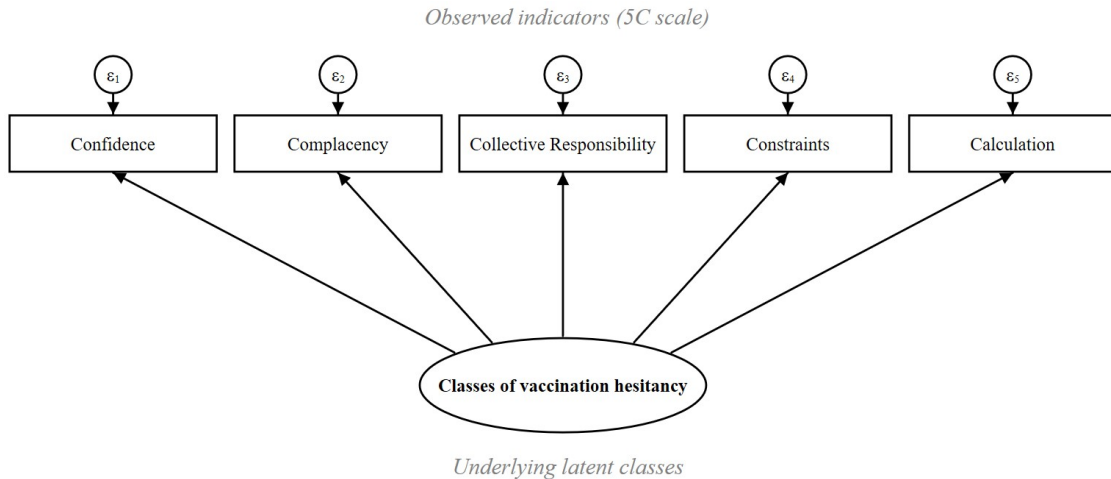 Observed indicators (5C scale)
ε₁ ε₂ ε₃ ε₄ ε₅
Confidence Complacency Collective Responsibility Constraints Calculation
Classes of vaccination hesitancy
Underlying latent classes